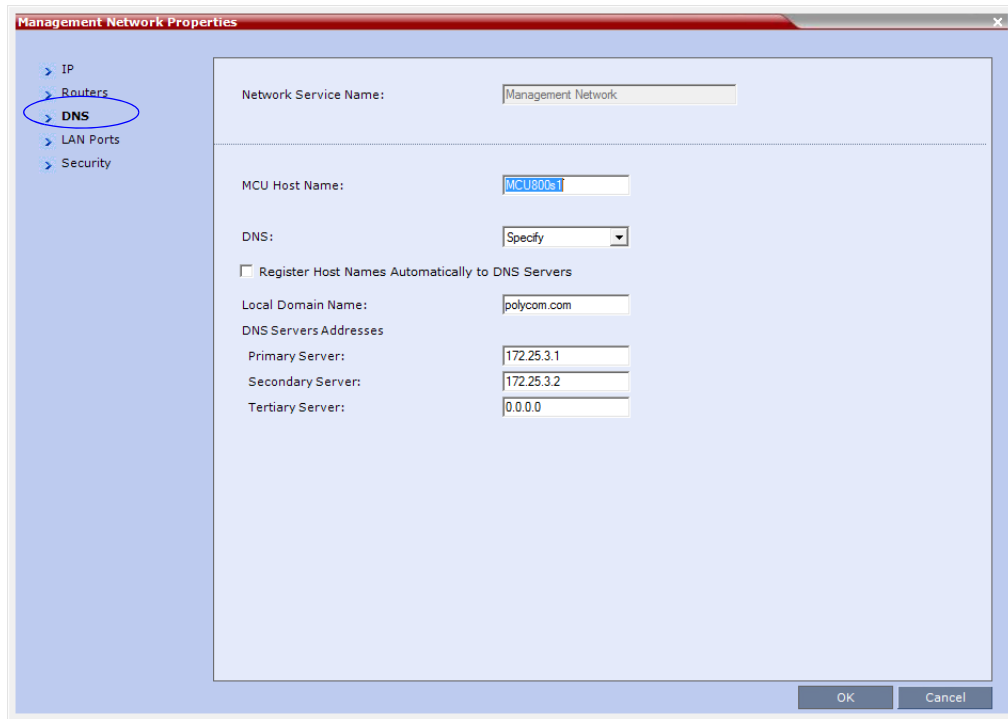 Management Network Properties
IP
Routers
DNS
LAN Ports
Security
Network Service Name: Management Network
MCU Host Name: MCU800s1
DNS: Specify
Register Host Names Automatically to DNS Servers
Local Domain Name: polycom.com
DNS Servers Addresses
Primary Server: 172.25.3.1
Secondary Server: 172.25.3.2
Tertiary Server: 0.0.0.0
OK Cancel